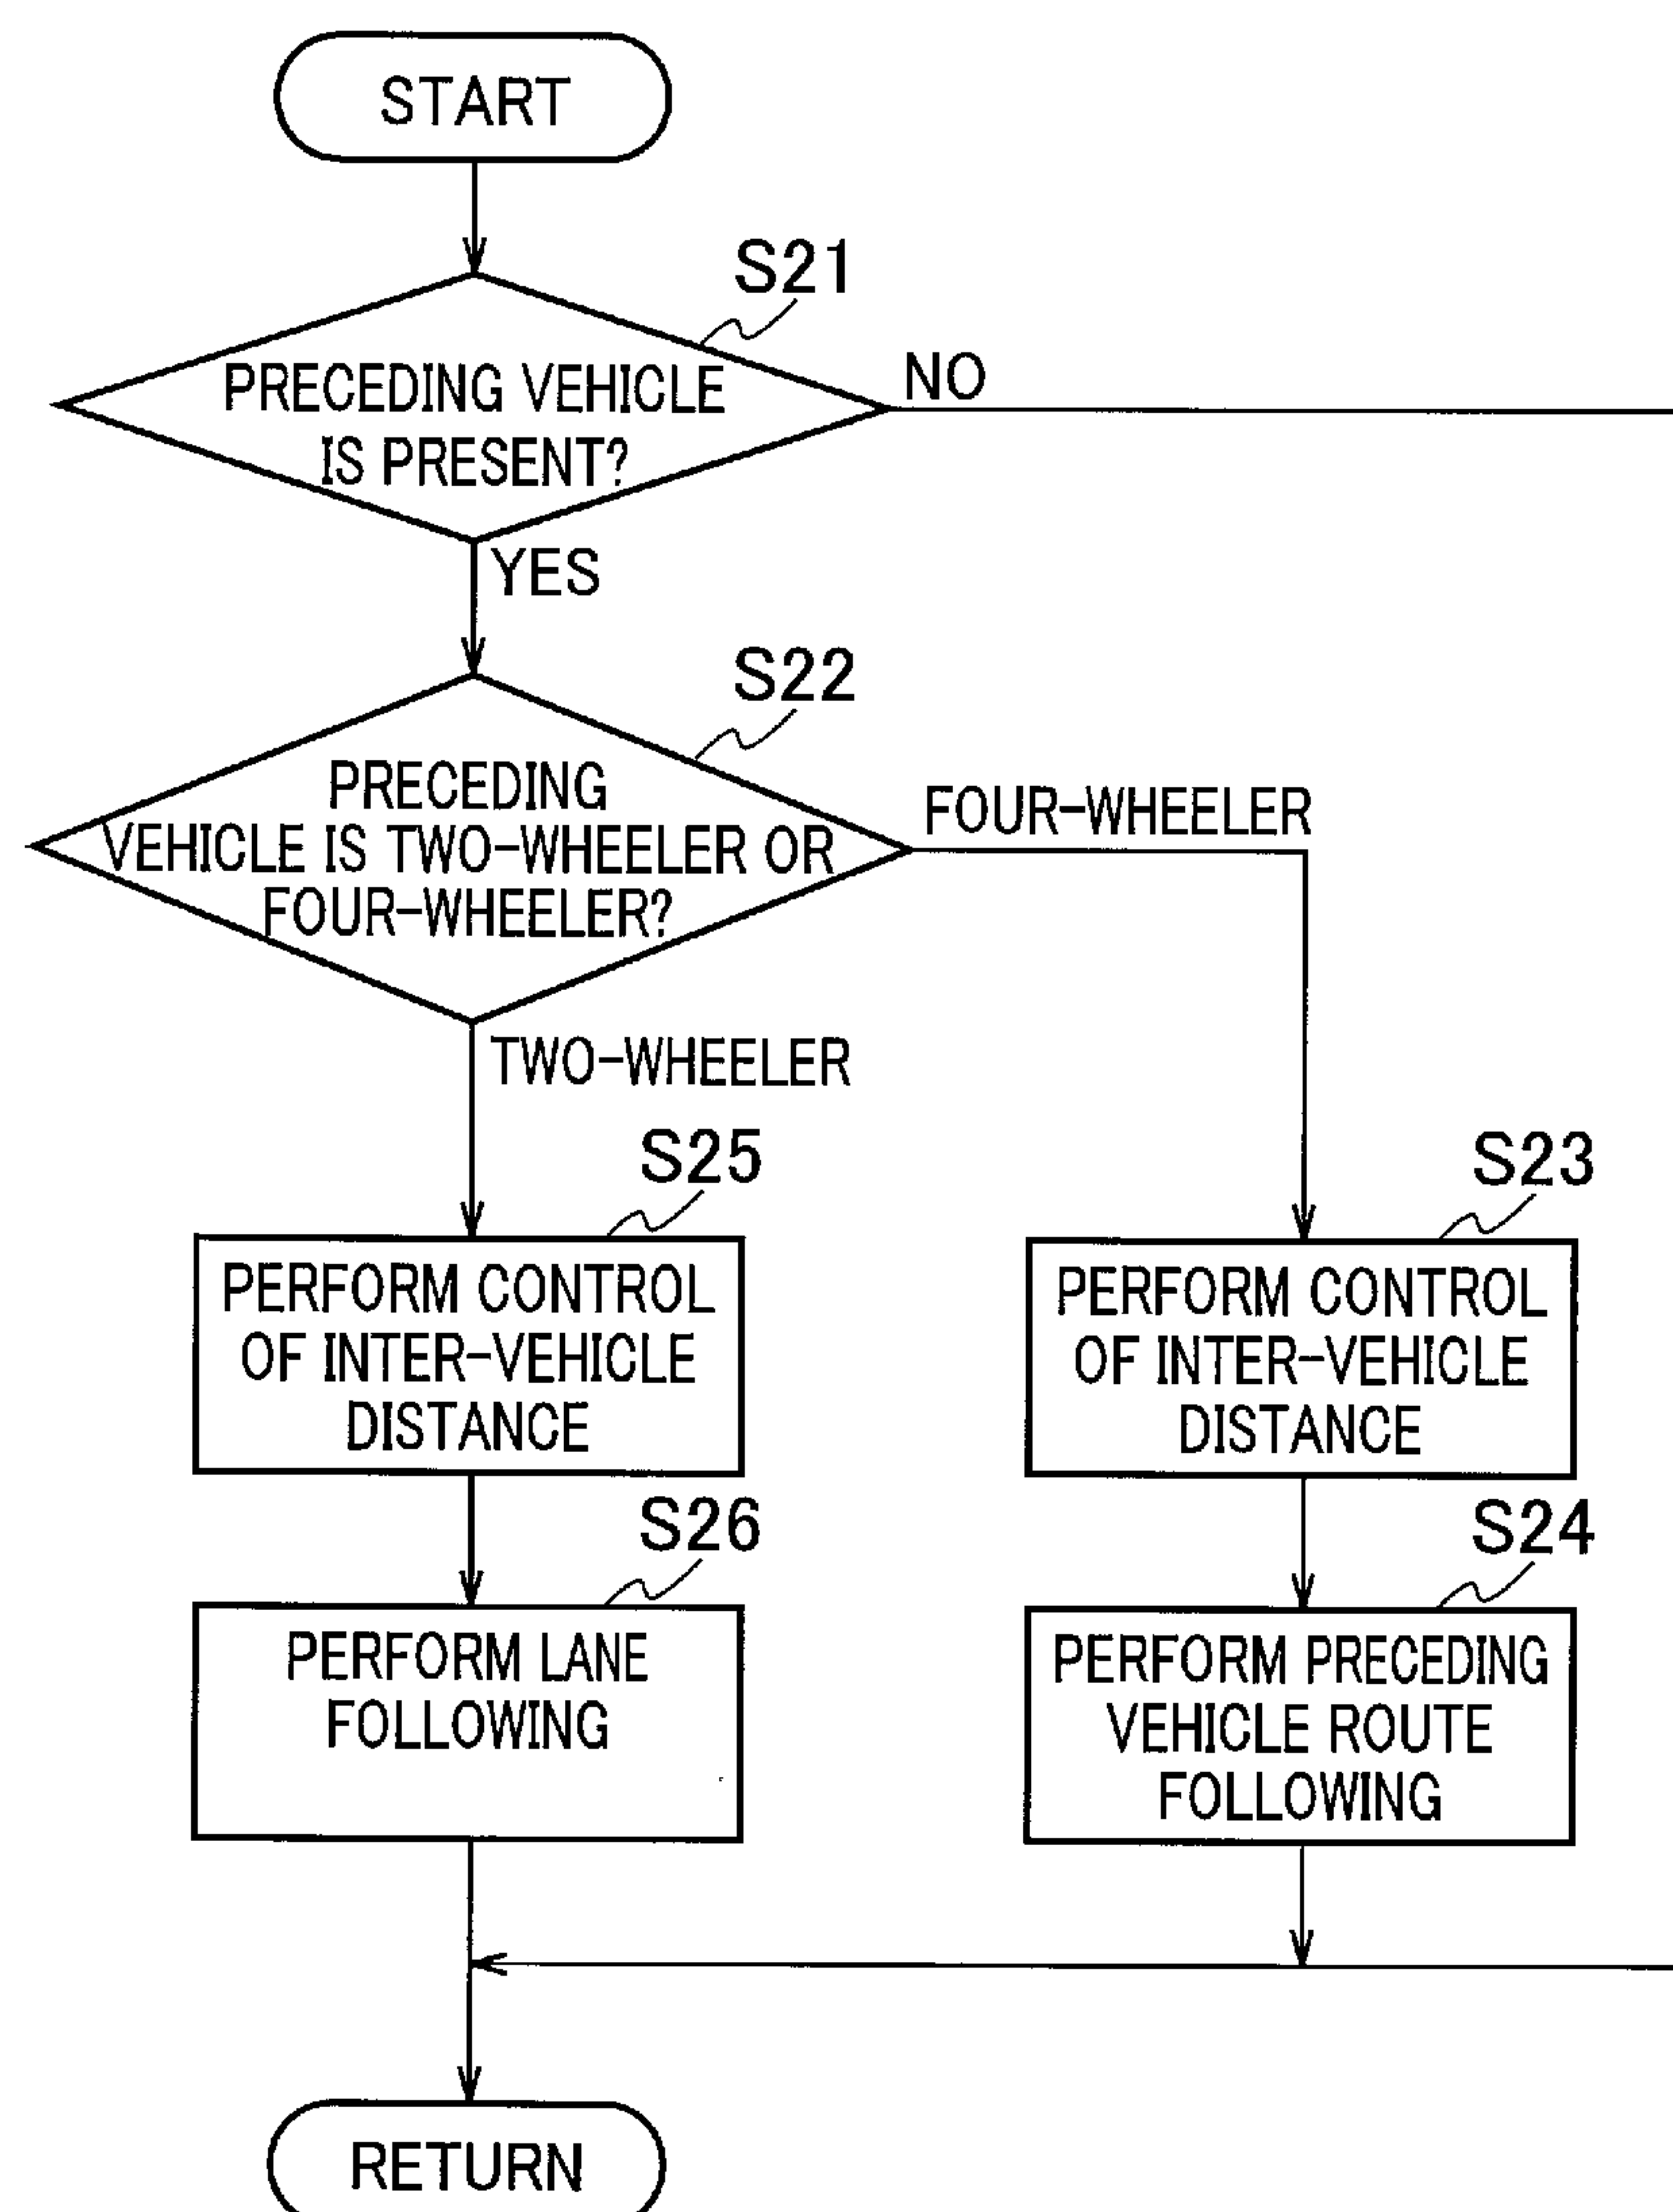 START
S21
PRECEDING VEHICLE
IS PRESENT?
NO
YES
S22
PRECEDING
VEHICLE IS TWO-WHEELER OR
FOUR-WHEELER?
FOUR-WHEELER
TWO-WHEELER
S25
PERFORM CONTROL
OF INTER-VEHICLE
DISTANCE
S23
PERFORM CONTROL
OF INTER-VEHICLE
DISTANCE
S26
PERFORM LANE
FOLLOWING
S24
PERFORM PRECEDING
VEHICLE ROUTE
FOLLOWING
RETURN